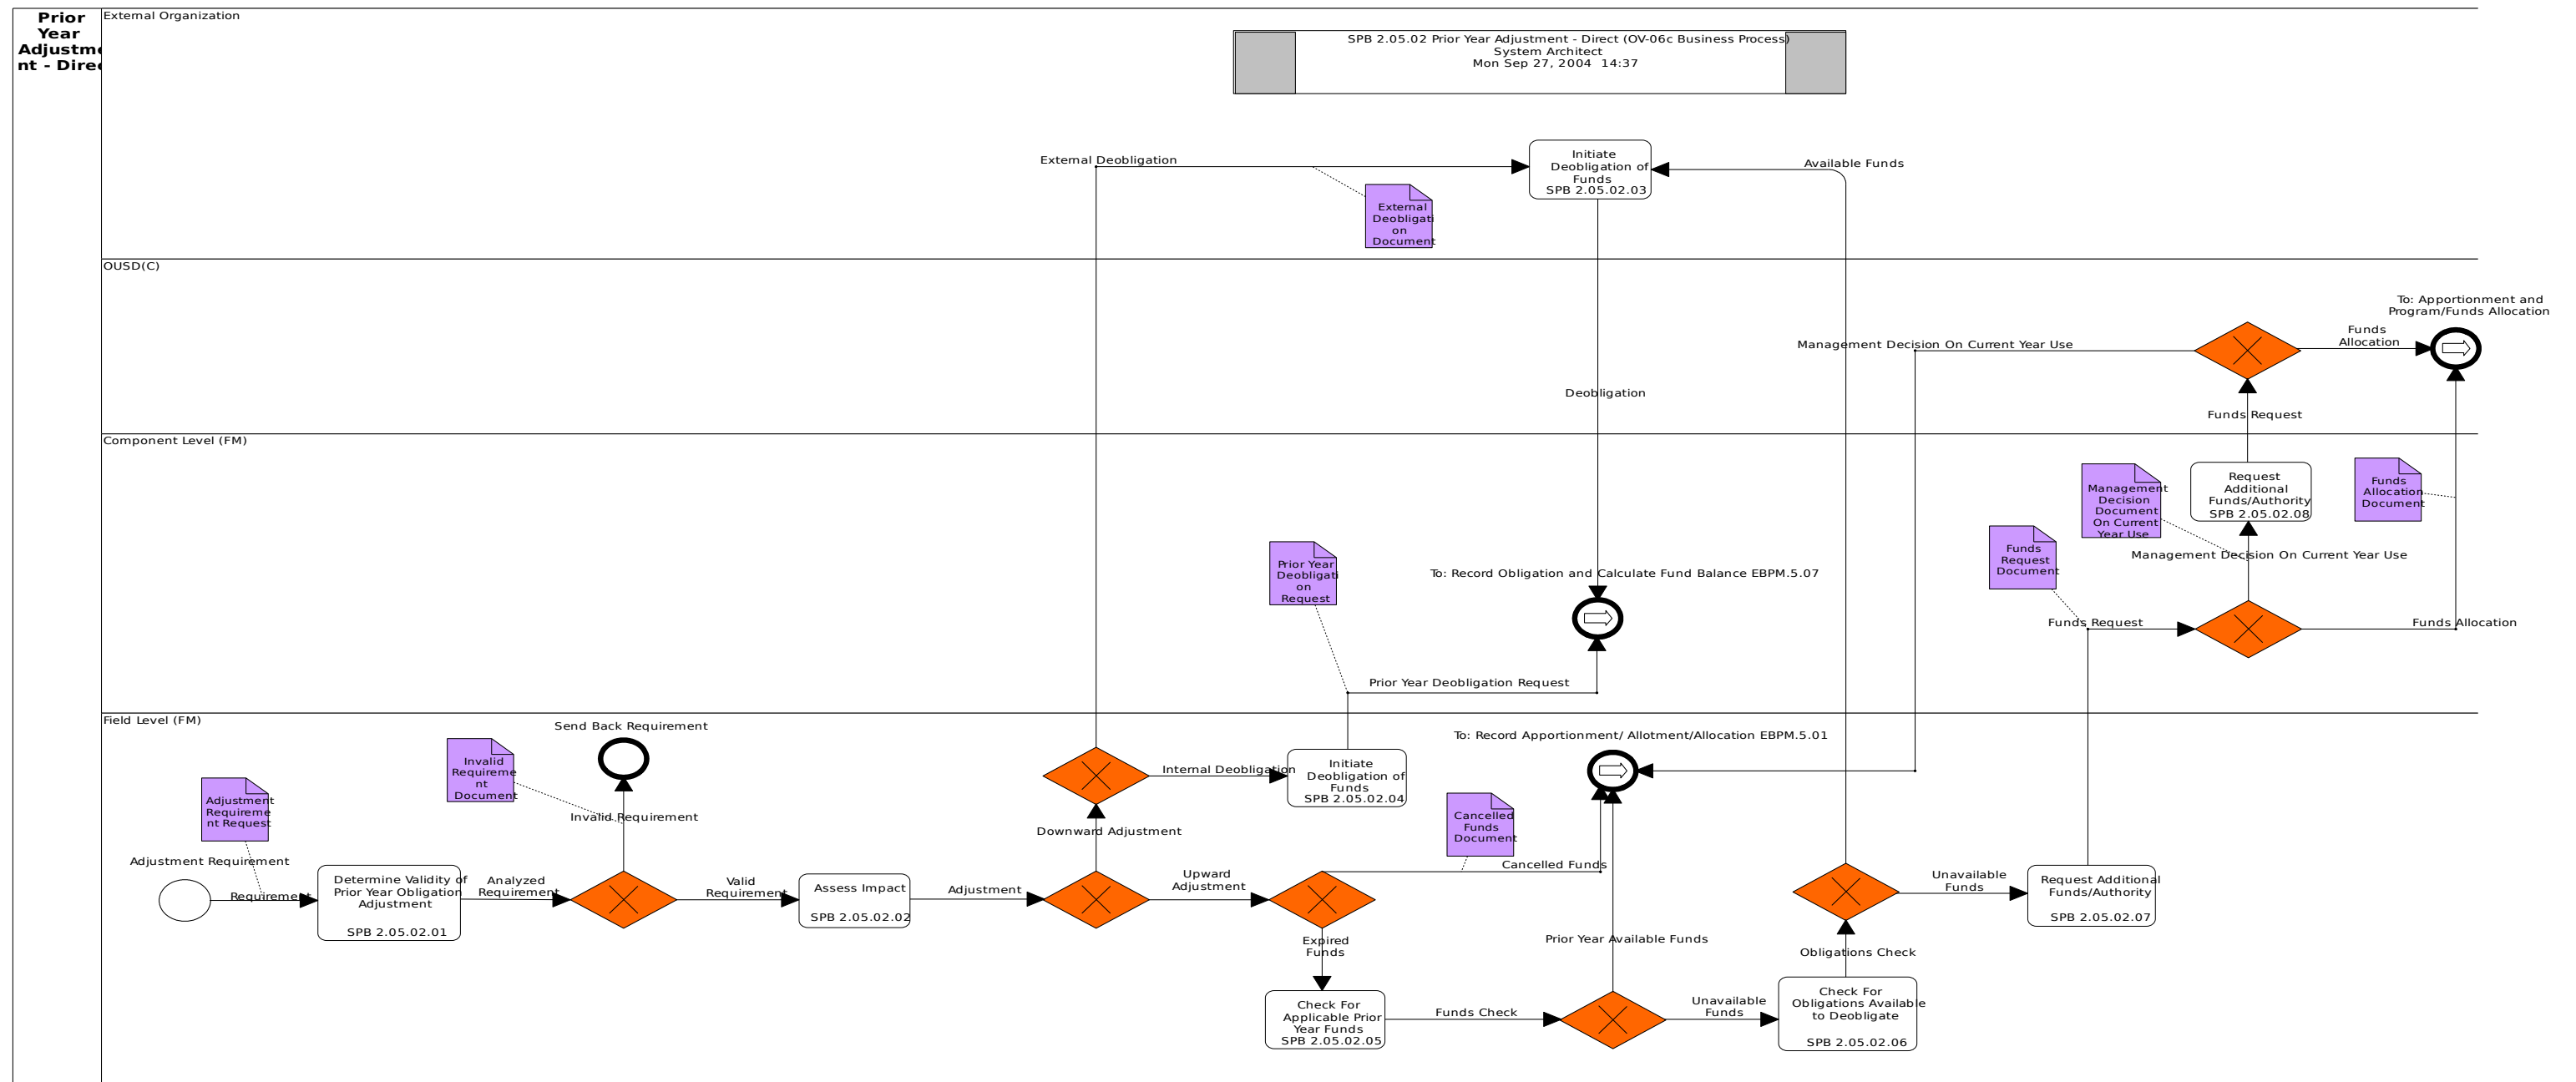 Prior
Year
Adjustme
nt - Direc
External Organization
SPB 2.05.02 Prior Year Adjustment - Direct (OV-06c Business Process)
System Architect
Mon Sep 27, 2004  14:37
External Deobligation
Initiate
Deobligation of
Funds
SPB 2.05.02.03
Available Funds
External
Deobligati
on
Document
OUSD(C)
To: Apportionment and
Program/Funds Allocation
Management Decision On Current Year Use
Funds
Allocation
Deobligation
Funds Request
Component Level (FM)
Management
Decision
Document
On Current
Year Use
Request
Additional
Funds/Authority
SPB 2.05.02.08
Funds
Allocation
Document
Prior Year
Deobligati
on
Request
Funds
Request
Document
Management Decision On Current Year Use
To: Record Obligation and Calculate Fund Balance EBPM.5.07
Funds Request
Funds Allocation
Prior Year Deobligation Request
Field Level (FM)
Send Back Requirement
To: Record Apportionment/ Allotment/Allocation EBPM.5.01
Invalid
Requireme
nt
Document
Internal Deobligation
Initiate
Deobligation of
Funds
SPB 2.05.02.04
Adjustment
Requireme
nt Request
Invalid Requirement
Downward Adjustment
Cancelled
Funds
Document
Adjustment Requirement
Requirement
Determine Validity of
Prior Year Obligation
Adjustment
SPB 2.05.02.01
Analyzed
Requirement
Valid
Requirement
Assess Impact
SPB 2.05.02.02
Adjustment
Upward
Adjustment
Cancelled Funds
Unavailable
Funds
Request Additional
Funds/Authority
SPB 2.05.02.07
Expired
Funds
Prior Year Available Funds
Obligations Check
Check For
Applicable Prior
Year Funds
SPB 2.05.02.05
Funds Check
Unavailable
Funds
Check For
Obligations Available
to Deobligate
SPB 2.05.02.06